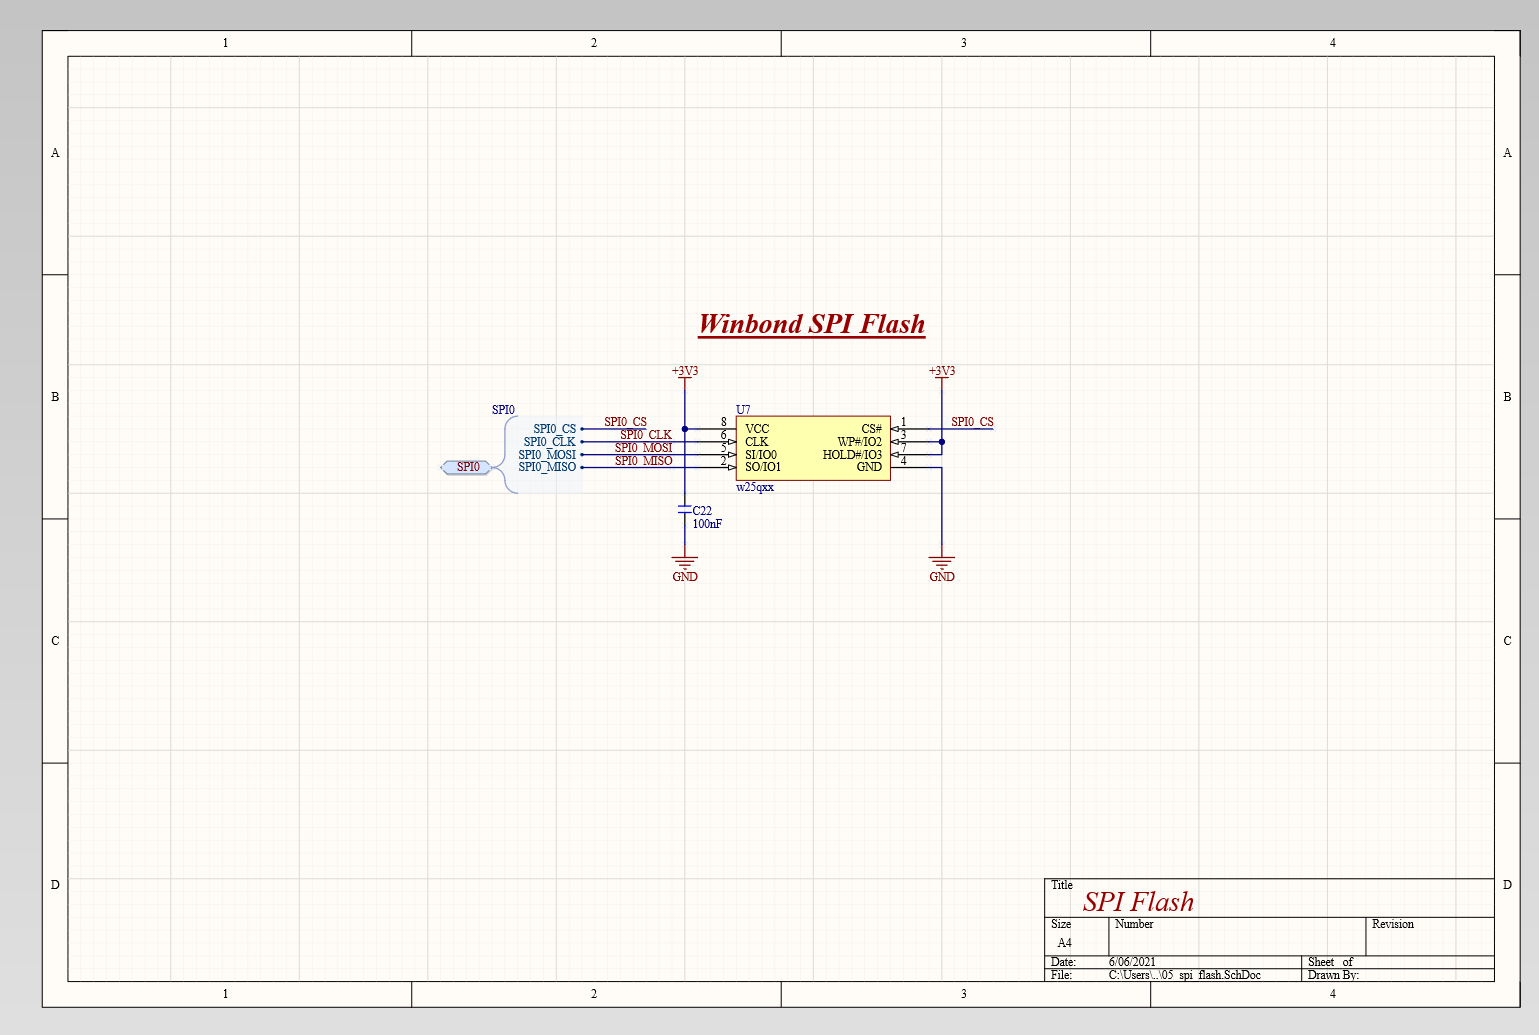 1 2 3 4
A A
Winbond SPI Flash
+3V3 +3V3
B B
SPI0 U7
SPI0_CS SPI0_CS 8 VCC CS# 1 SPI0_CS
SPI0_CLK SPI0_CLK 6 CLK WP#/IO2 3
SPI0_MOSI SPI0_MOSI 5 SI/IO0 HOLD#/IO3 7
SPI0 SPI0_MISO SPI0_MISO 2 SO/IO1 GND 4
w25qxx
C22
100nF
GND GND
C C
D D
Title
SPI Flash
Size Number Revision
A4
Date: 6/06/2021 Sheet of
File: C:\Users\..\05_spi_flash.SchDoc Drawn By:
1 2 3 4